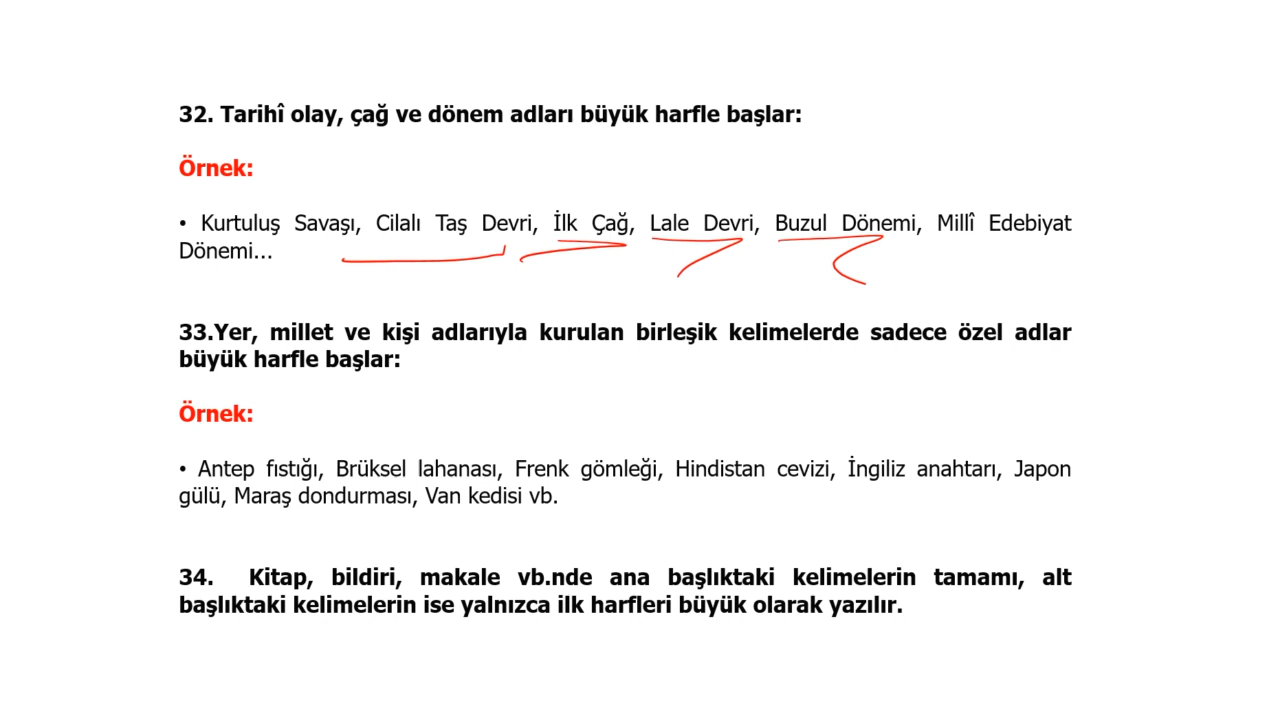 32. Tarihî olay, çağ ve dönem adları büyük harfle başlar:
Örnek:
• Kurtuluş Savaşı, Cilalı Taş Devri, İlk Çağ, Lale Devri, Buzul Dönemi, Millî Edebiyat
Dönemi...
33.Yer, millet ve kişi adlarıyla kurulan birleşik kelimelerde sadece özel adlar
büyük harfle başlar:
Örnek:
• Antep fıstığı, Brüksel lahanası, Frenk gömleği, Hindistan cevizi, İngiliz anahtarı, Japon
gülü, Maraş dondurması, Van kedisi vb.
34. Kitap, bildiri, makale vb.nde ana başlıktaki kelimelerin tamamı, alt
başlıktaki kelimelerin ise yalnızca ilk harfleri büyük olarak yazılır.